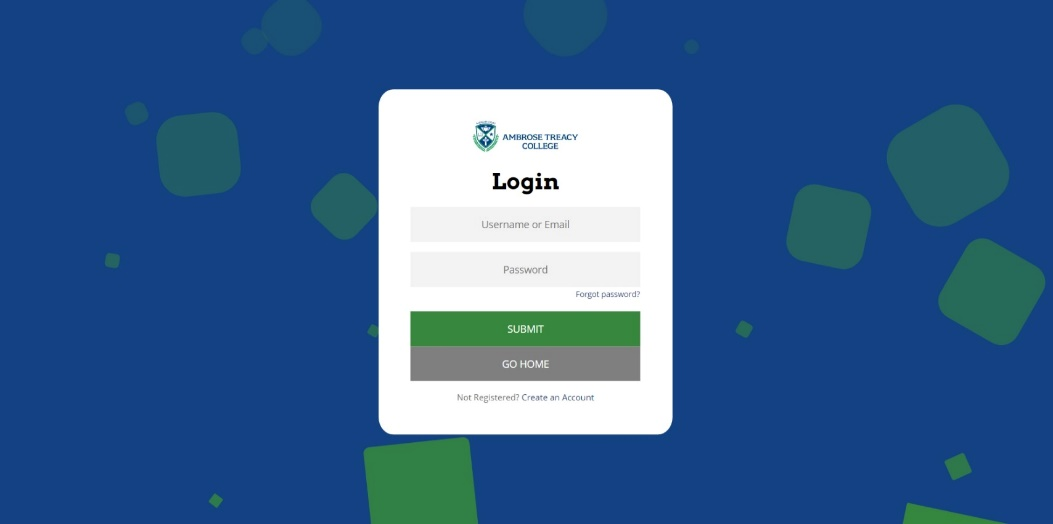 AMBROSE TREACY
COLLEGE
Login
Username or Email
Password
Forgot password?
SUBMIT
GO HOME
Not Registered? Create an Account